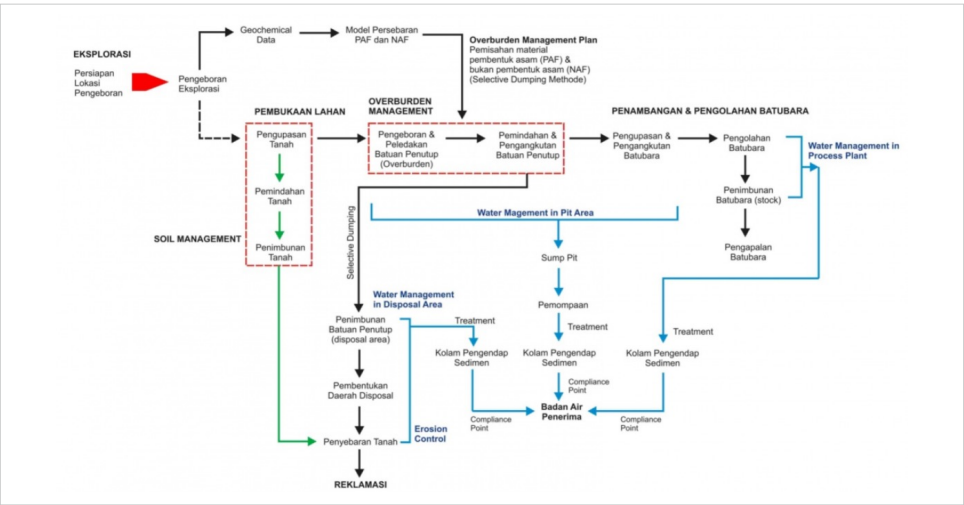 Geochemical
Data
Model Persebaran
PAF dan NAF
Overburden Management Plan
Pemisahan material
pembentuk asam (PAF) &
bukan pembentuk asam (NAF)
(Selective Dumping Methode)
EKSPLORASI
Persiapan
Lokasi
Pengeboran
Pengeboran
Eksplorasi
PEMBUKAAN LAHAN
OVERBURDEN
MANAGEMENT
PENAMBANGAN & PENGOLAHAN BATUBARA
Pengupasan
Tanah
Pengeboran &
Peledakan
Batuan Penutup
(Overburden)
Pemindahan &
Pengangkutan
Batuan Penutup
Pengupasan &
Pengangkutan
Batubara
Pengolahan
Batubara
Water Management in
Process Plant
Pemindahan
Tanah
Penimbunan
Batubara (stock)
Water Magement in Pit Area
SOIL MANAGEMENT
Penimbunan
Tanah
Selective Dumping
Sump Pit
Pengapalan
Batubara
Water Management
in Disposal Area
Pemompaan
Penimbunan
Batuan Penutup
(disposal area)
Treatment
Treatment
Treatment
Kolam Pengendap
Sedimen
Kolam Pengendap
Sedimen
Kolam Pengendap
Sedimen
Pembentukan
Daerah Disposal
Compliance
Point
Badan Air
Penerima
Compliance
Point
Compliance
Point
Erosion
Control
Penyebaran Tanah
REKLAMASI